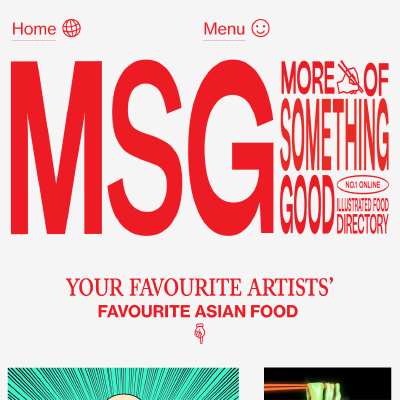 Home
Menu
MSG
MORE OF
SOMETHING
GOOD
NO.1 ONLINE
ILLUSTRATED FOOD
DIRECTORY
YOUR FAVOURITE ARTISTS’
FAVOURITE ASIAN FOOD